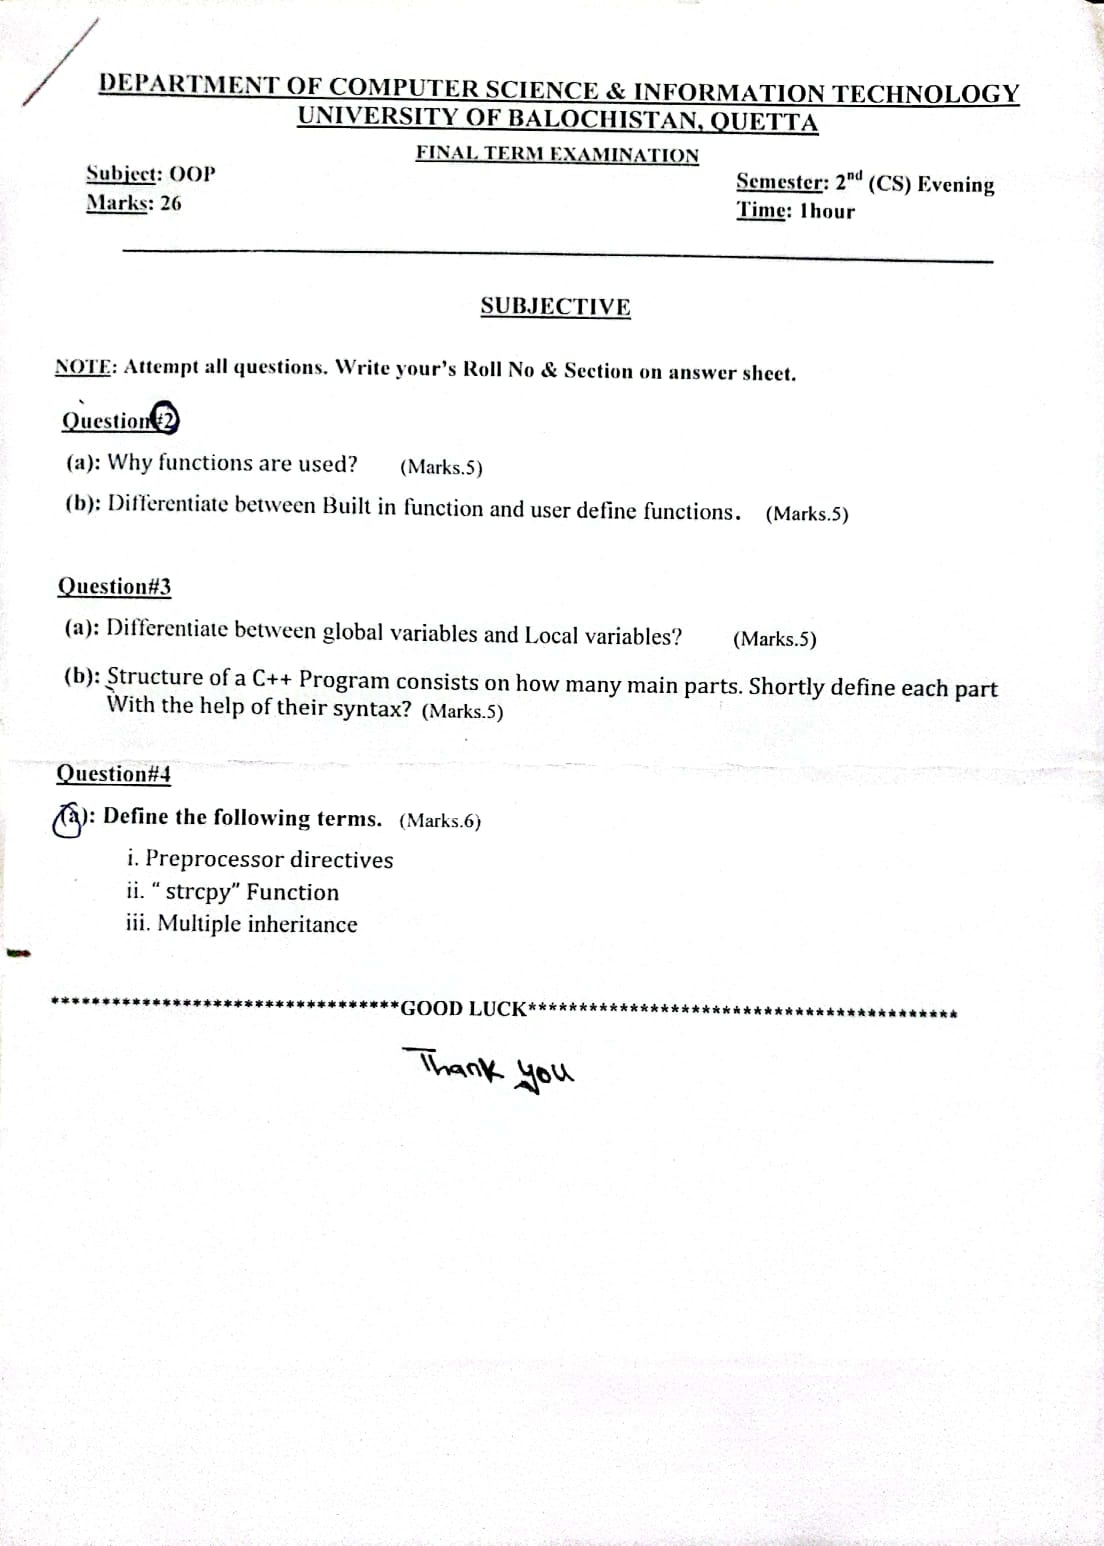 DEPARTMENT OF COMPUTER SCIENCE & INFORMATION TECHNOLOGY
UNIVERSITY OF BALOCHISTAN, QUETTA
FINAL TERM EXAMINATION
Subject: OOP
Semester: 2nd (CS) Evening
Marks: 26
Time: 1hour
SUBJECTIVE
NOTE: Attempt all questions. Write your's Roll No & Section on answer sheet.
Question#2
(a): Why functions are used? (Marks.5)
(b): Differentiate between Built in function and user define functions. (Marks.5)
Question#3
(a): Differentiate between global variables and Local variables? (Marks.5)
(b): Structure of a C++ Program consists on how many main parts. Shortly define each part
With the help of their syntax? (Marks.5)
Question#4
(a): Define the following terms. (Marks.6)
i. Preprocessor directives
ii. “ strcpy” Function
iii. Multiple inheritance
**********************************GOOD LUCK******************************************
Thank you